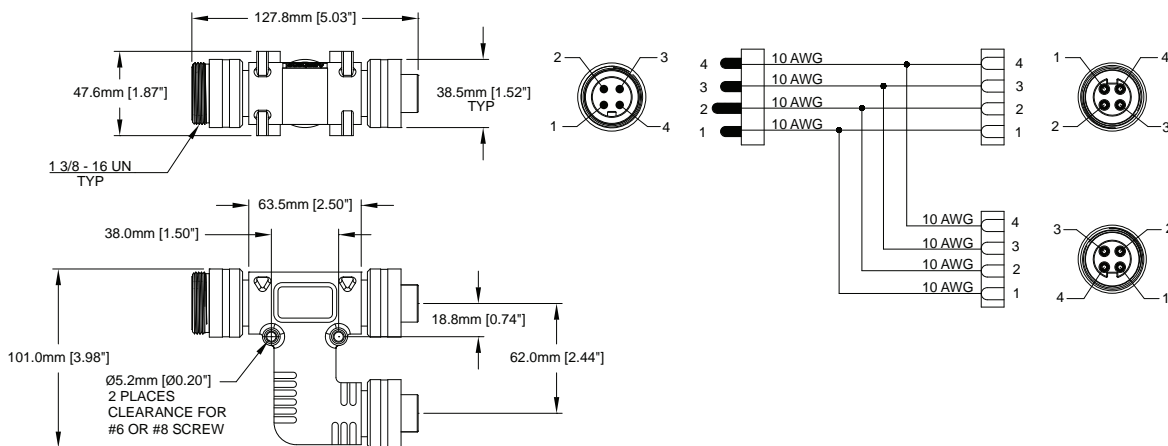 127.8mm [5.03"]
47.6mm [1.87"]
38.5mm [1.52"]
TYP
1 3/8 - 16 UN
TYP
2
3
1
4
4
10 AWG
4
3
10 AWG
3
2
10 AWG
2
1
10 AWG
1
1
4
2
3
63.5mm [2.50"]
38.0mm [1.50"]
101.0mm [3.98"]
18.8mm [0.74"]
62.0mm [2.44"]
Ø5.2mm [Ø0.20"]
2 PLACES
CLEARANCE FOR
#6 OR #8 SCREW
10 AWG
4
10 AWG
3
10 AWG
2
10 AWG
1
3
2
4
1